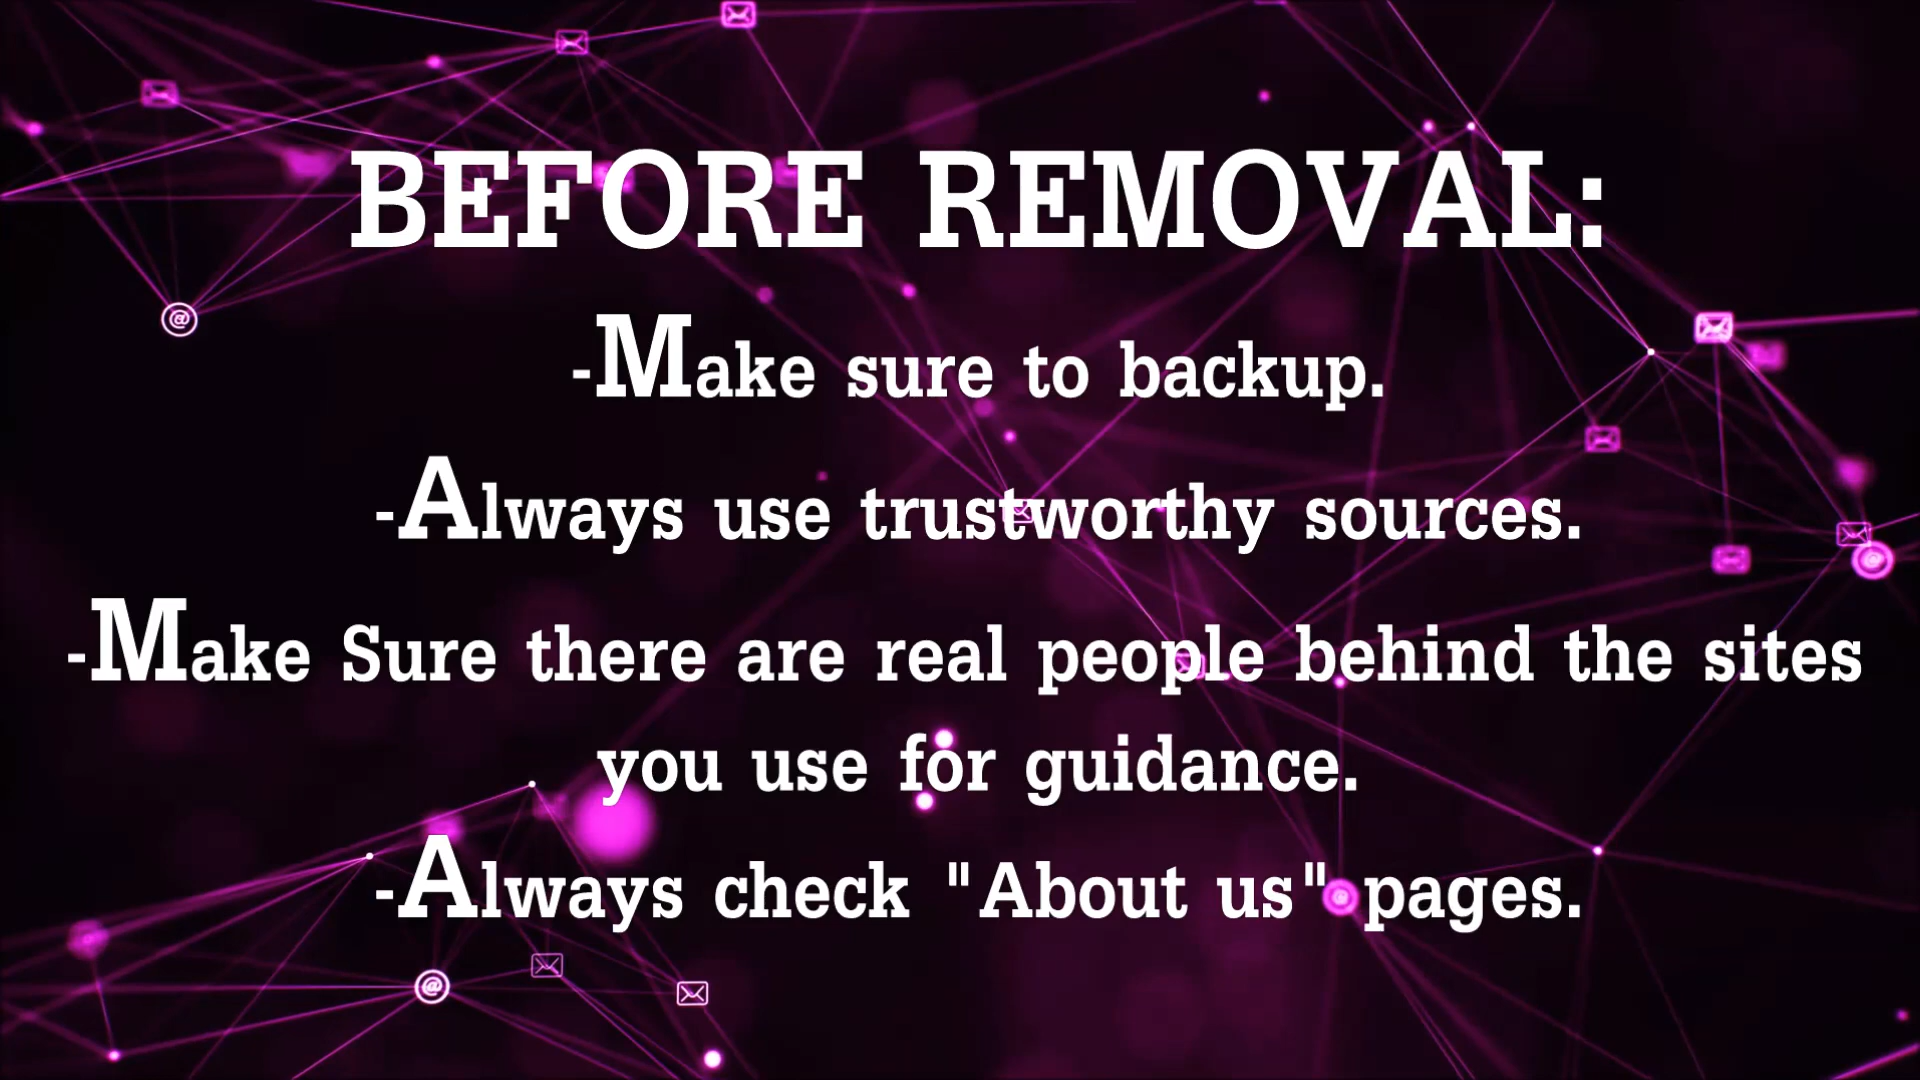 BEFORE REMOVAL:
-Make sure to backup.
-Always use trustworthy sources.
-Make Sure there are real people behind the sites
you use for guidance.
-Always check "About us" pages.